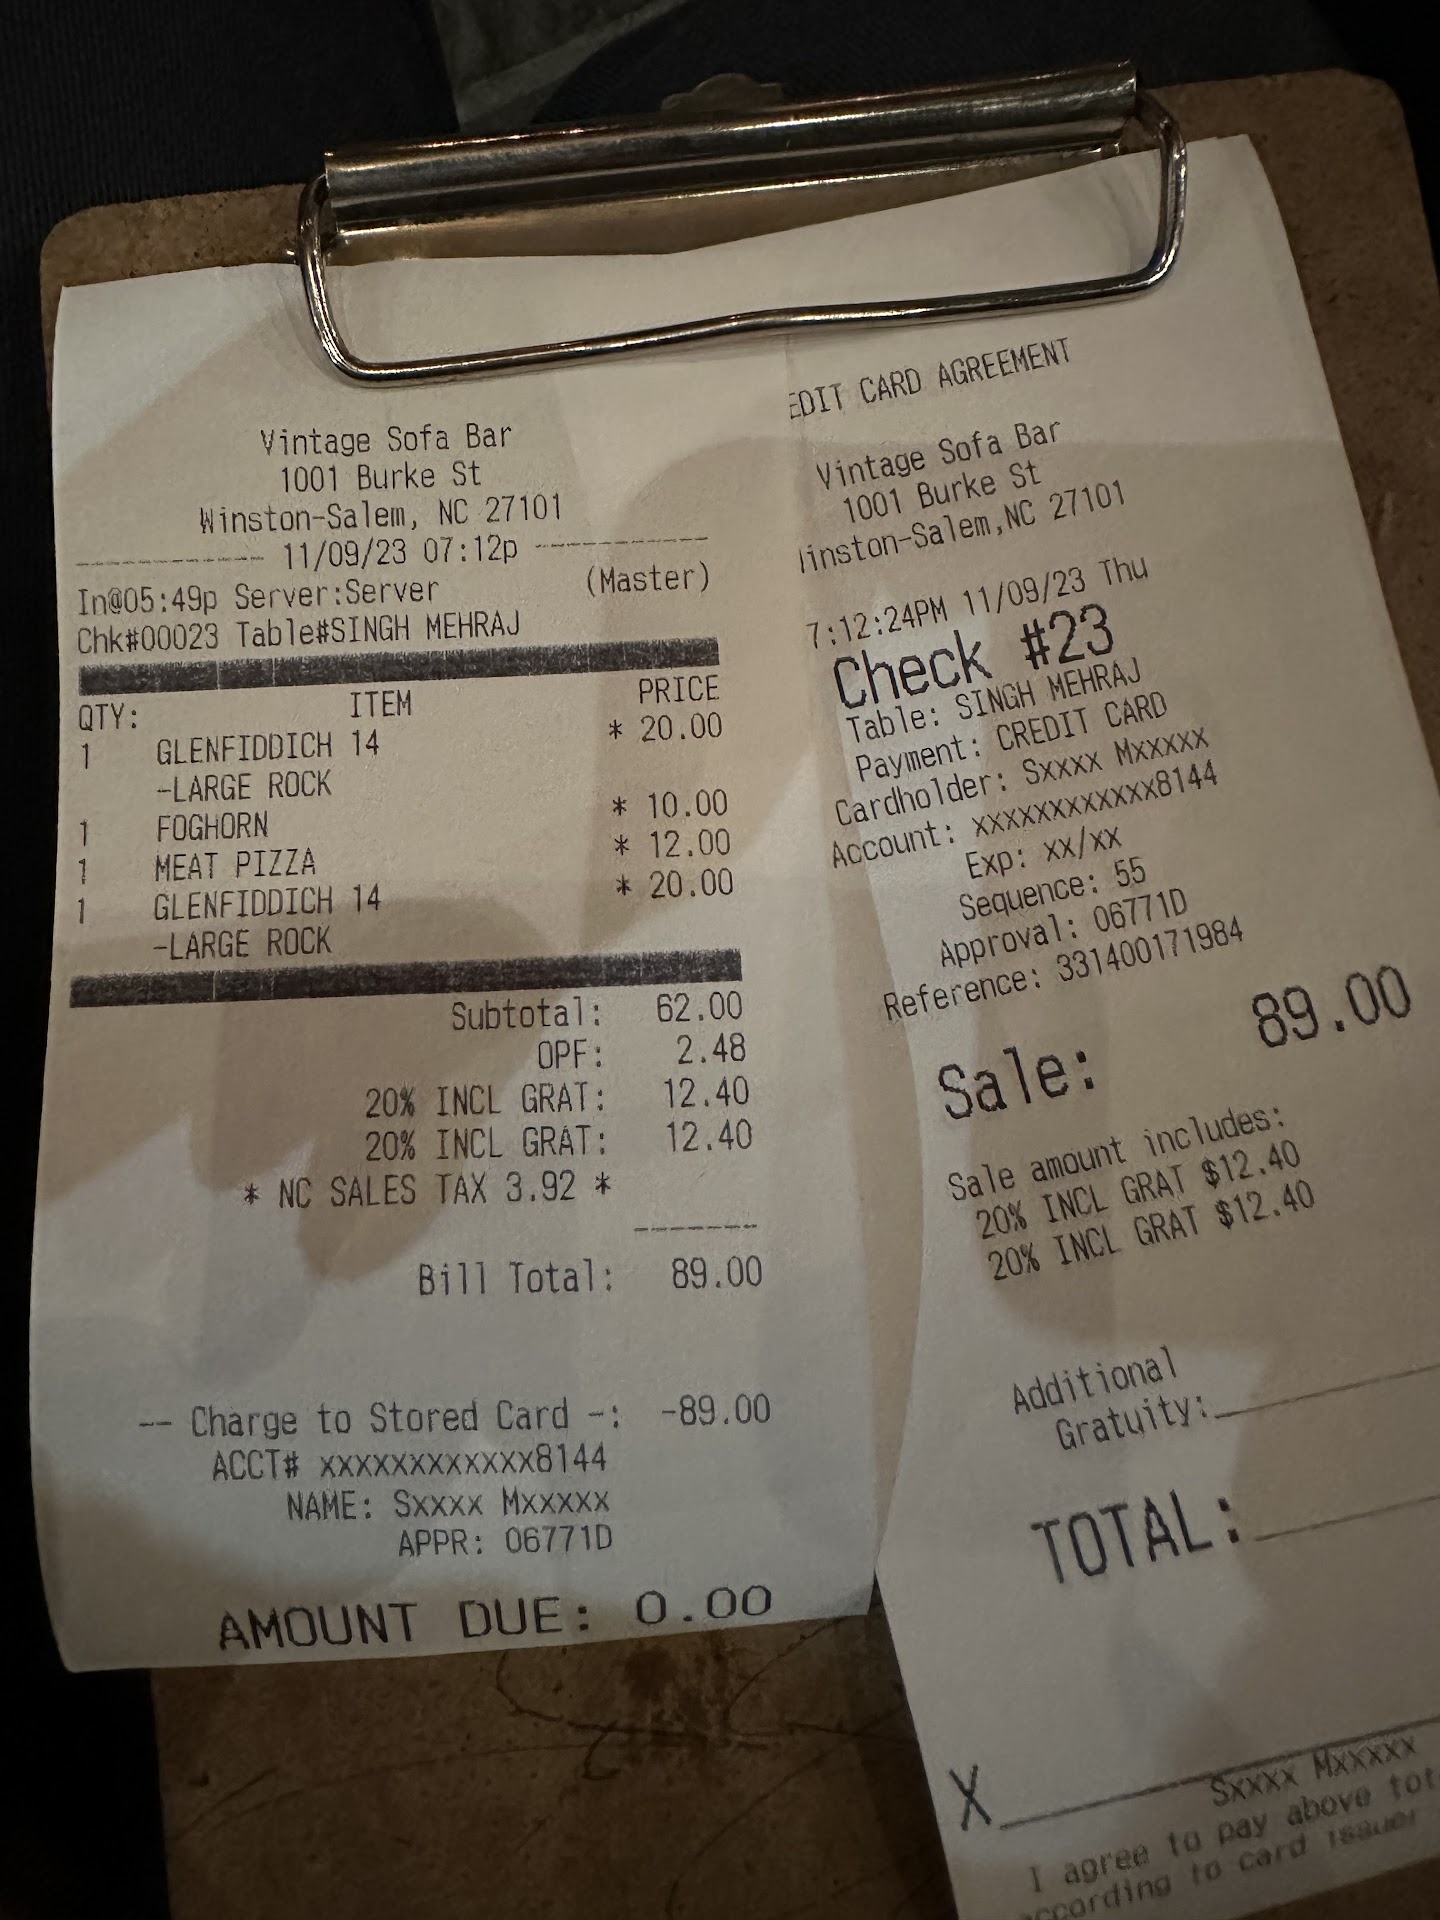 Vintage Sofa Bar
1001 Burke St
Winston-Salem, NC 27101
------------ 11/09/23 07:12p ------------
In@05:49p Server:Server (Master)
Chk#00023 Table#SINGH MEHRAJ
QTY: ITEM PRICE
1 GLENFIDDICH 14 * 20.00
-LARGE ROCK
1 FOGHORN * 10.00
1 MEAT PIZZA * 12.00
1 GLENFIDDICH 14 * 20.00
-LARGE ROCK
Subtotal: 62.00
OPF: 2.48
20% INCL GRAT: 12.40
20% INCL GRAT: 12.40
* NC SALES TAX 3.92 *
--------
Bill Total: 89.00
-- Charge to Stored Card -: -89.00
ACCT# xxxxxxxxxxxx8144
NAME: Sxxxx Mxxxxx
APPR: 06771D
AMOUNT DUE: 0.00
EDIT CARD AGREEMENT
Vintage Sofa Bar
1001 Burke St
inston-Salem,NC 27101
7:12:24PM 11/09/23 Thu
Check #23
Table: SINGH MEHRAJ
Payment: CREDIT CARD
Cardholder: Sxxxx Mxxxxx
Account: xxxxxxxxxxxx8144
Exp: xx/xx
Sequence: 55
Approval: 06771D
Reference: 331400171984
Sale: 89.00
Sale amount includes:
20% INCL GRAT $12.40
20% INCL GRAT $12.40
Additional
Gratuity:
TOTAL:
X
Sxxxx Mxxxxx
I agree to pay above tot
ccording to card issuer